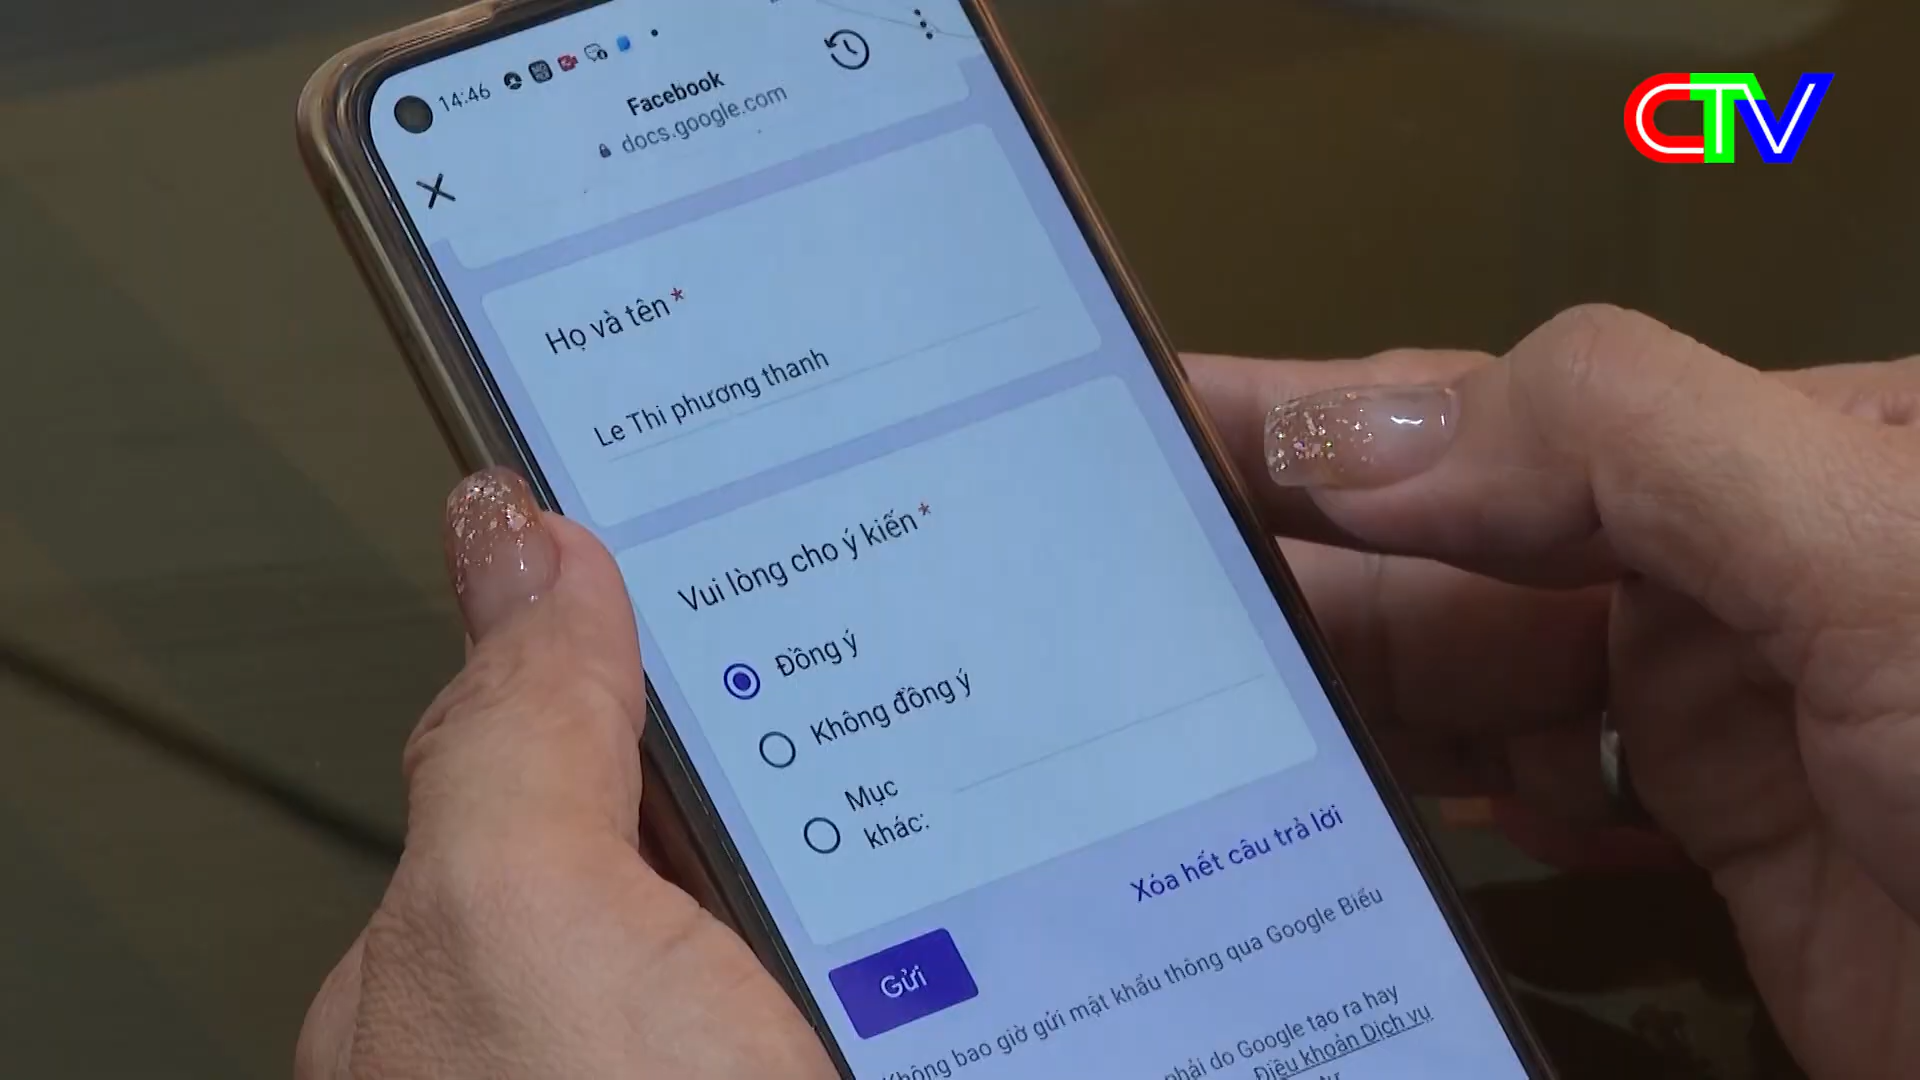 14:46
Facebook
docs.google.com
CTV
Họ và tên *
Le Thi phương thanh
Vui lòng cho ý kiến *
Đồng ý
Không đồng ý
Mục
khác:
Xóa hết câu trả lời
Gửi
Không bao giờ gửi mật khẩu thông qua Google Biểu
phải do Google tạo ra hay
Điều khoản Dịch vụ